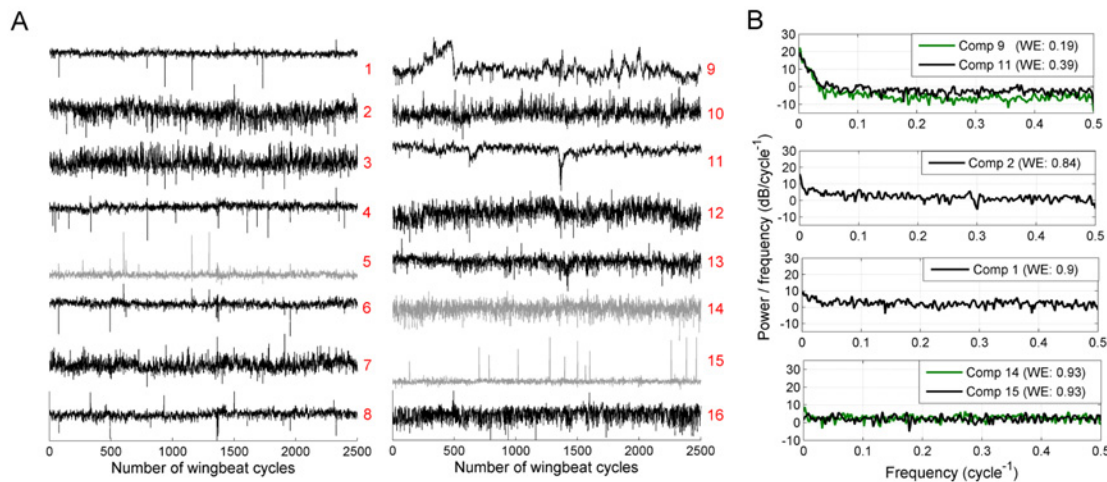 A
1
2
3
4
5
6
7
8
0 500 1000 1500 2000 2500
Number of wingbeat cycles
9
10
11
12
13
14
15
16
0 500 1000 1500 2000 2500
Number of wingbeat cycles
B
Power / frequency (dB/cycle⁻¹)
30
20
10
0
-10
Comp 9 (WE: 0.19)
Comp 11 (WE: 0.39)
0 0.1 0.2 0.3 0.4 0.5
30
20
10
0
-10
Comp 2 (WE: 0.84)
0 0.1 0.2 0.3 0.4 0.5
30
20
10
0
-10
Comp 1 (WE: 0.9)
0 0.1 0.2 0.3 0.4 0.5
30
20
10
0
-10
Comp 14 (WE: 0.93)
Comp 15 (WE: 0.93)
0 0.1 0.2 0.3 0.4 0.5
Frequency (cycle⁻¹)